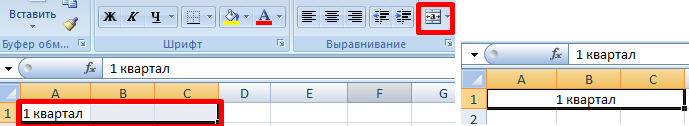 Вставить
Ж К Ч
A
Буфер обм...
Шрифт
Выравнивание
fx 1 квартал
A B C D E F G
1 1 квартал
fx 1 квартал
A B C
1 1 квартал
2